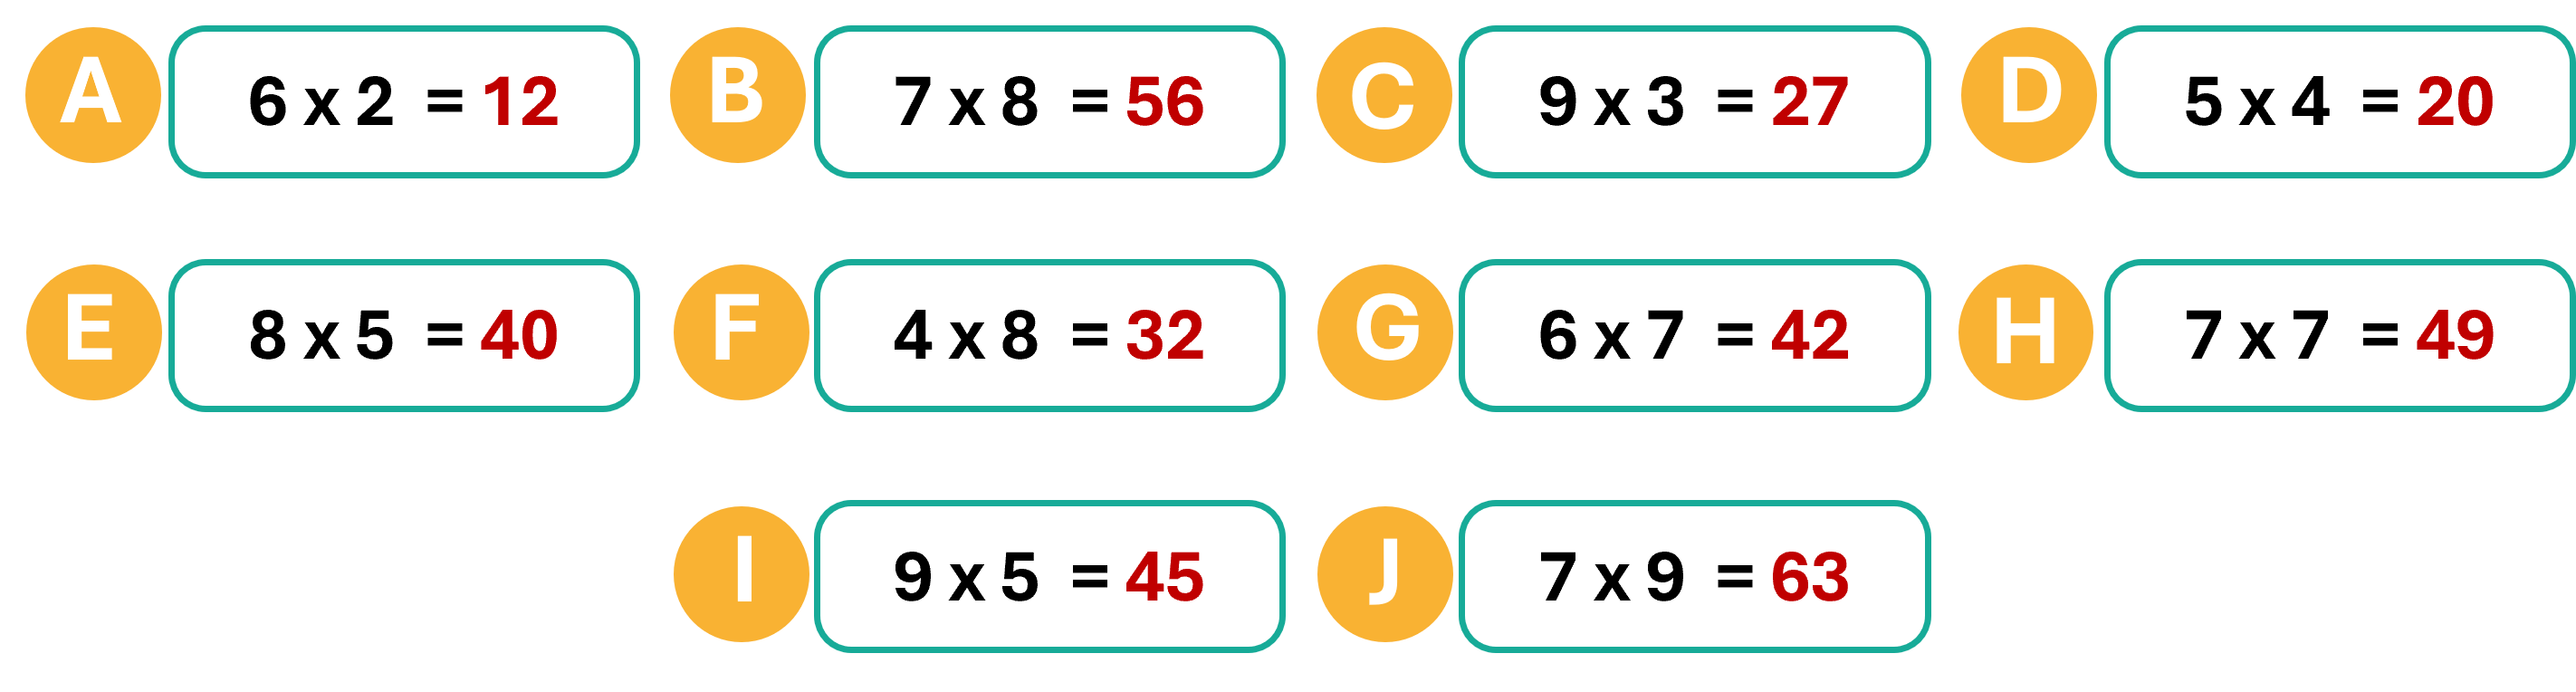 A 6 x 2 = 12 B 7 x 8 = 56 C 9 x 3 = 27 D 5 x 4 = 20
E 8 x 5 = 40 F 4 x 8 = 32 G 6 x 7 = 42 H 7 x 7 = 49
I 9 x 5 = 45 J 7 x 9 = 63